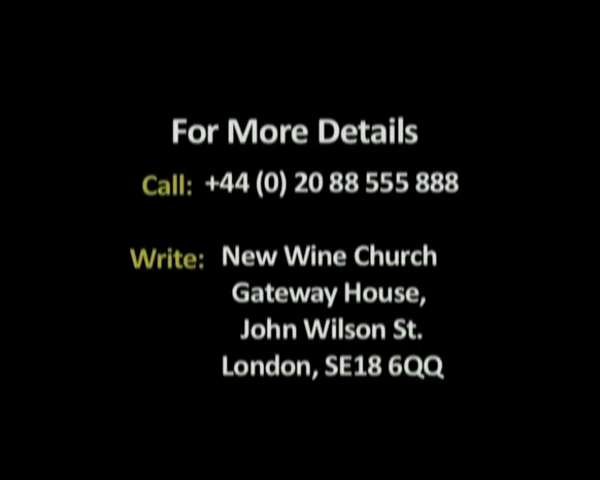 For More Details
Call: +44 (0) 20 88 555 888
Write: New Wine Church
Gateway House,
John Wilson St.
London, SE18 6QQ